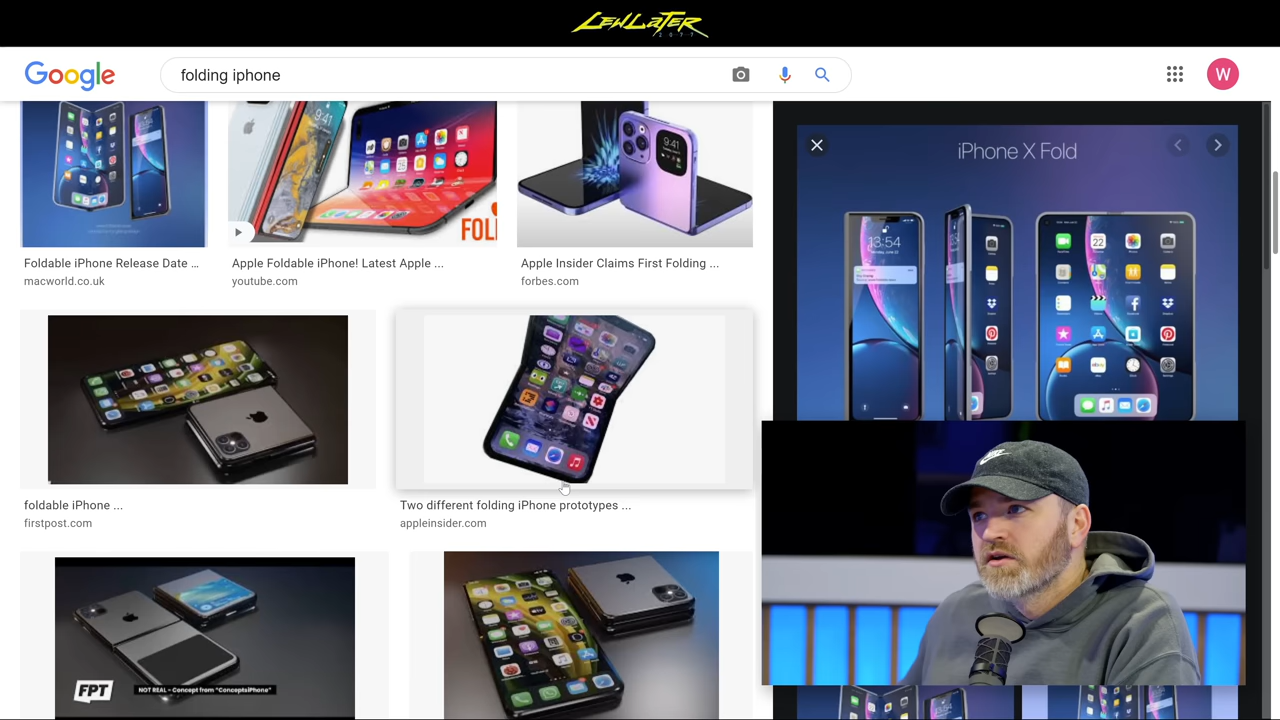 LEWLATER
2077
Google
folding iphone
W
iPhone X Fold
FOL
9:41
13:54
22
Foldable iPhone Release Date ...
macworld.co.uk
Apple Foldable iPhone! Latest Apple ...
youtube.com
Apple Insider Claims First Folding ...
forbes.com
foldable iPhone ...
firstpost.com
Two different folding iPhone prototypes ...
appleinsider.com
FPT
NOT REAL - Concept from "ConceptsiPhone"